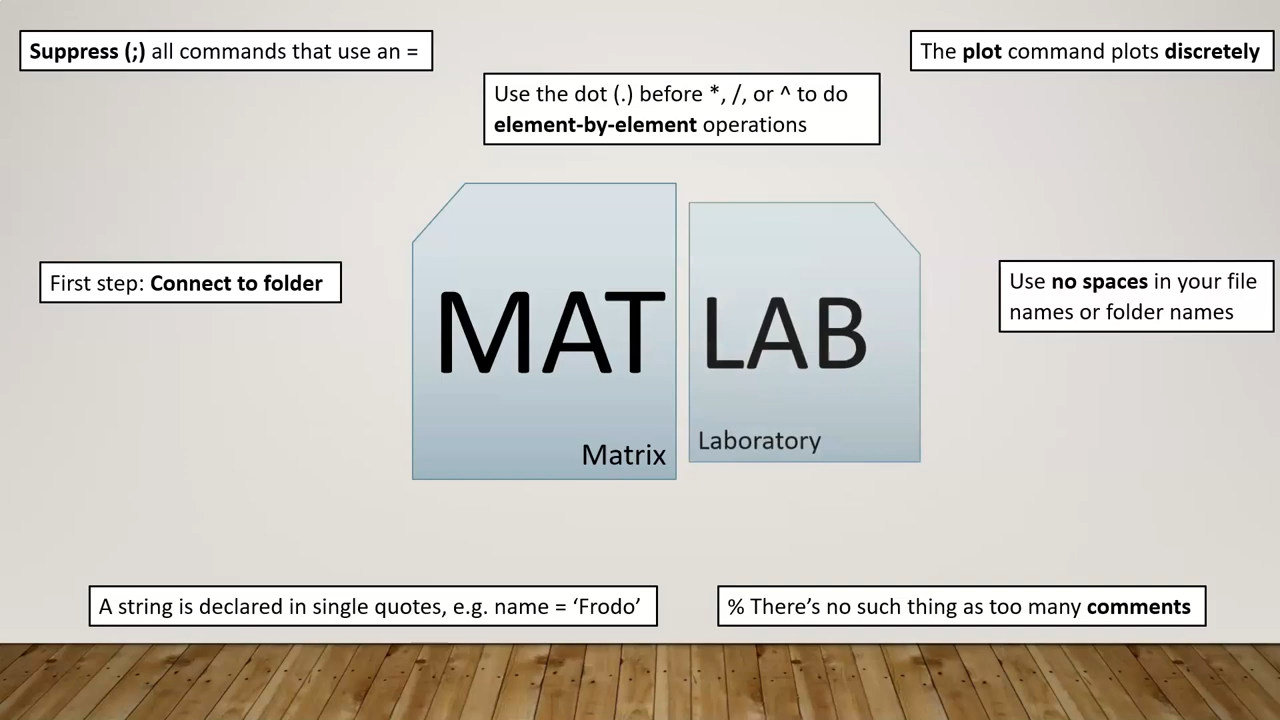 Suppress (;) all commands that use an =
The plot command plots discretely
Use the dot (.) before *, /, or ^ to do
element-by-element operations
First step: Connect to folder
Use no spaces in your file
names or folder names
MAT
LAB
Matrix
Laboratory
A string is declared in single quotes, e.g. name = ‘Frodo’
% There’s no such thing as too many comments